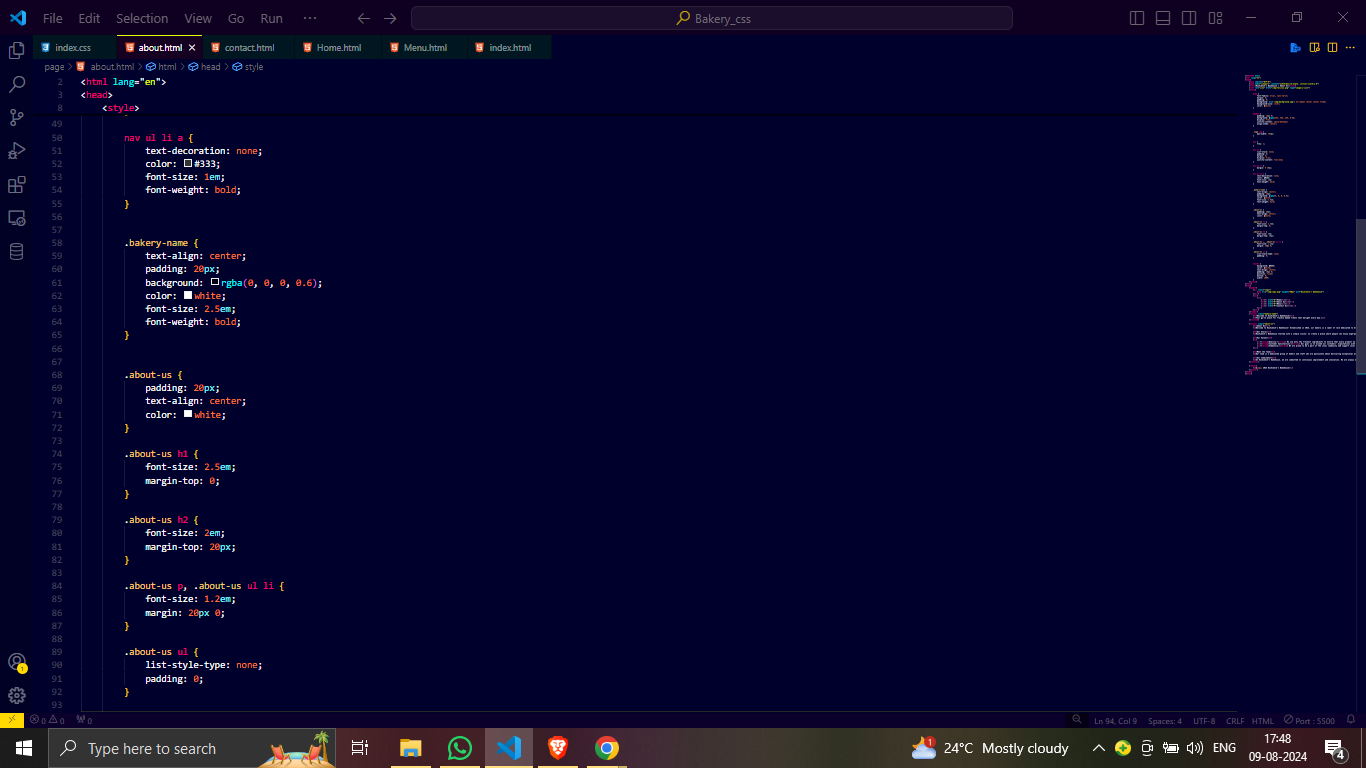 File Edit Selection View Go Run ··· Bakery_css
index.css about.html contact.html Home.html Menu.html index.html
page > about.html > html > head > style
2 <html lang="en">
3 <head>
8 <style>
49
50 nav ul li a {
51 text-decoration: none;
52 color: #333;
53 font-size: 1em;
54 font-weight: bold;
55 }
56
57
58 .bakery-name {
59 text-align: center;
60 padding: 20px;
61 background: rgba(0, 0, 0, 0.6);
62 color: white;
63 font-size: 2.5em;
64 font-weight: bold;
65 }
66
67
68 .about-us {
69 padding: 20px;
70 text-align: center;
71 color: white;
72 }
73
74 .about-us h1 {
75 font-size: 2.5em;
76 margin-top: 0;
77 }
78
79 .about-us h2 {
80 font-size: 2em;
81 margin-top: 20px;
82 }
83
84 .about-us p, .about-us ul li {
85 font-size: 1.2em;
86 margin: 20px 0;
87 }
88
89 .about-us ul {
90 list-style-type: none;
91 padding: 0;
92 }
93
0 0 0 Ln 94, Col 9 Spaces: 4 UTF-8 CRLF HTML Port : 5500
Type here to search 1 24°C Mostly cloudy ENG 17:48
09-08-2024 4